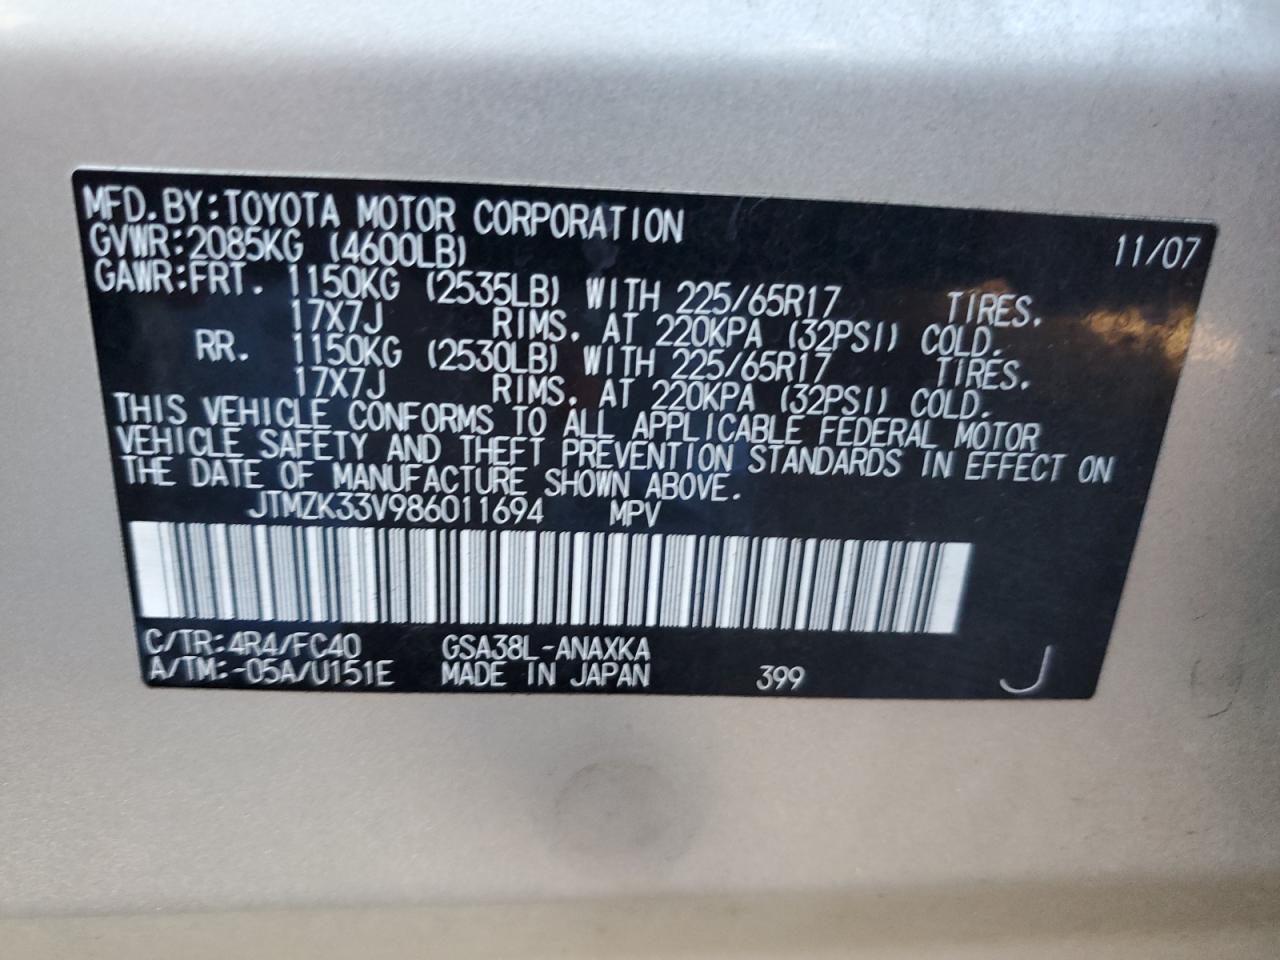 MFD. BY:TOYOTA MOTOR CORPORATION 11/07
GVWR:2085KG (4600LB)
GAWR:FRT. 1150KG (2535LB) WITH 225/65R17 TIRES.
17X7J RIMS. AT 220KPA (32PSI) COLD.
RR. 1150KG (2530LB) WITH 225/65R17 TIRES.
17X7J RIMS. AT 220KPA (32PSI) COLD.
THIS VEHICLE CONFORMS TO ALL APPLICABLE FEDERAL MOTOR
VEHICLE SAFETY AND THEFT PREVENTION STANDARDS IN EFFECT ON
THE DATE OF MANUFACTURE SHOWN ABOVE.
JTMZK33V986011694 MPV
C/TR:4R4/FC40 GSA38L-ANAXKA
A/TM:-05A/U151E MADE IN JAPAN 399 J